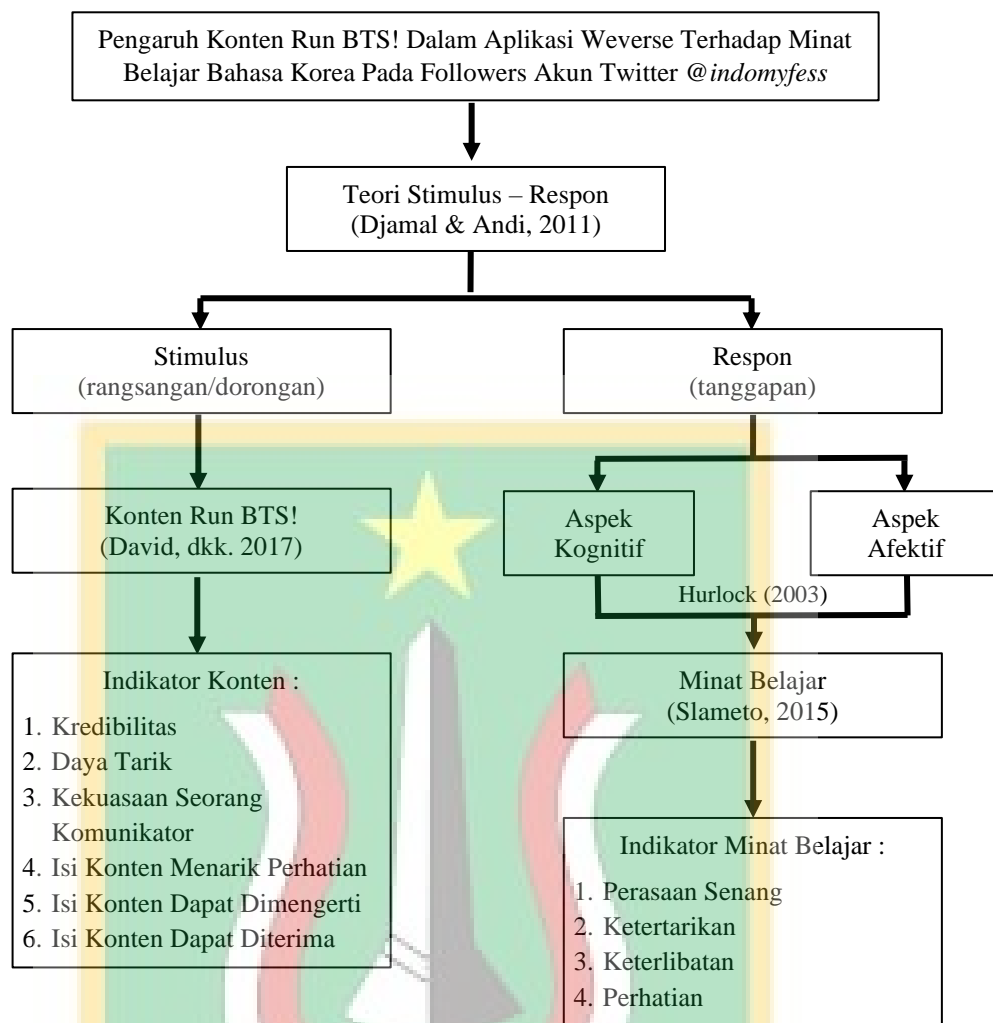 Pengaruh Konten Run BTS! Dalam Aplikasi Weverse Terhadap Minat
Belajar Bahasa Korea Pada Followers Akun Twitter @indomyfess
Teori Stimulus – Respon
(Djamal & Andi, 2011)
Stimulus
(rangsangan/dorongan)
Respon
(tanggapan)
Konten Run BTS!
(David, dkk. 2017)
Aspek
Kognitif
Aspek
Afektif
Hurlock (2003)
Indikator Konten :
1. Kredibilitas
2. Daya Tarik
3. Kekuasaan Seorang
Komunikator
4. Isi Konten Menarik Perhatian
5. Isi Konten Dapat Dimengerti
6. Isi Konten Dapat Diterima
Minat Belajar
(Slameto, 2015)
Indikator Minat Belajar :
1. Perasaan Senang
2. Ketertarikan
3. Keterlibatan
4. Perhatian